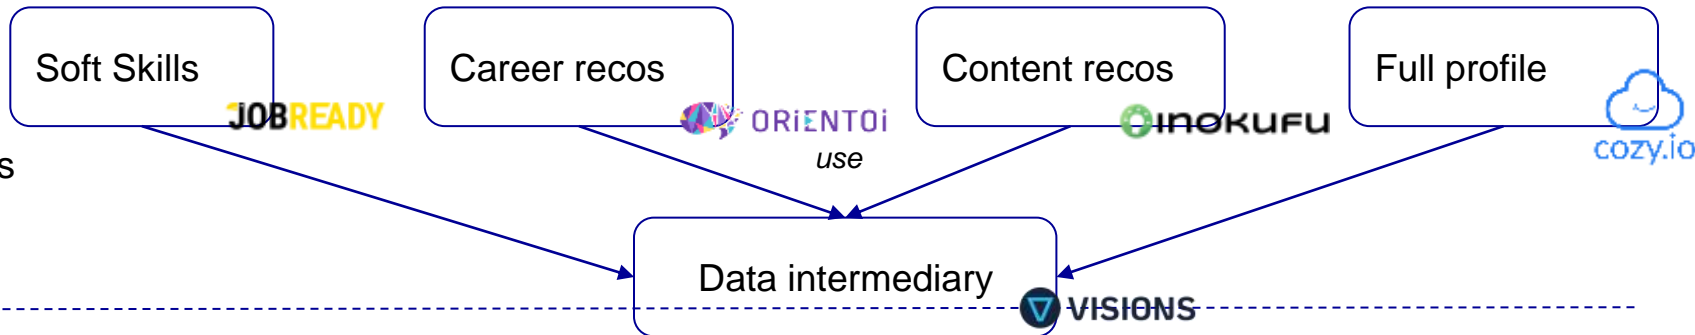 Soft Skills
Career recos
Content recos
Full profile
JOBREADY
ORiENTOi
inokufu
cozy.io
use
s
Data intermediary
VISIONS